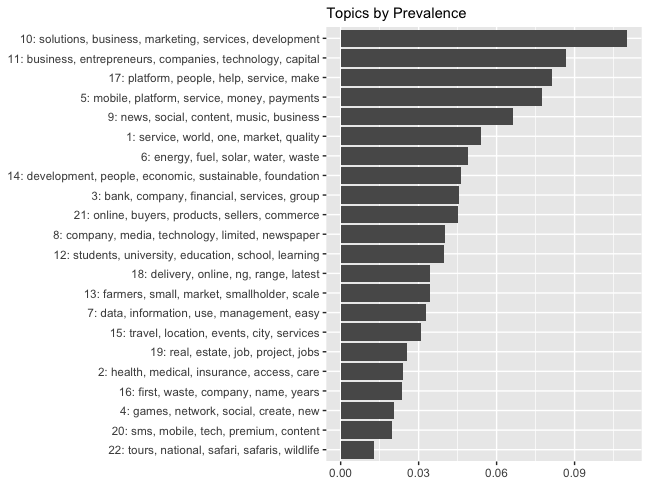 Topics by Prevalence
10: solutions, business, marketing, services, development
11: business, entrepreneurs, companies, technology, capital
17: platform, people, help, service, make
5: mobile, platform, service, money, payments
9: news, social, content, music, business
1: service, world, one, market, quality
6: energy, fuel, solar, water, waste
14: development, people, economic, sustainable, foundation
3: bank, company, financial, services, group
21: online, buyers, products, sellers, commerce
8: company, media, technology, limited, newspaper
12: students, university, education, school, learning
18: delivery, online, ng, range, latest
13: farmers, small, market, smallholder, scale
7: data, information, use, management, easy
15: travel, location, events, city, services
19: real, estate, job, project, jobs
2: health, medical, insurance, access, care
16: first, waste, company, name, years
4: games, network, social, create, new
20: sms, mobile, tech, premium, content
22: tours, national, safari, safaris, wildlife
0.00 0.03 0.06 0.09